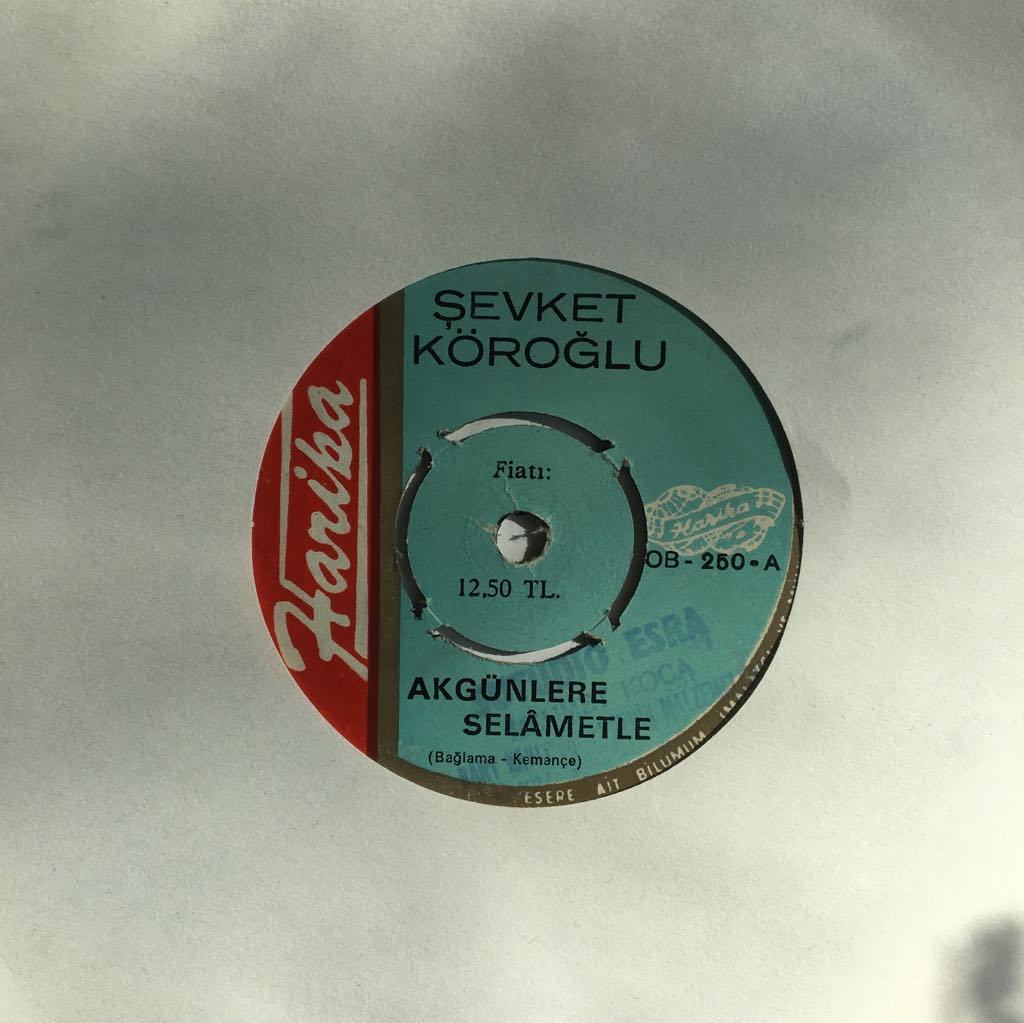 ŞEVKET
KÖROĞLU
Harika
Fiatı:
12,50 TL.
Harika
OB - 250 - A
ESRA
KOCA
AKGÜNLERE
SELÂMETLE
(Bağlama - Kemançe)
ESERE AİT BİLUMUM